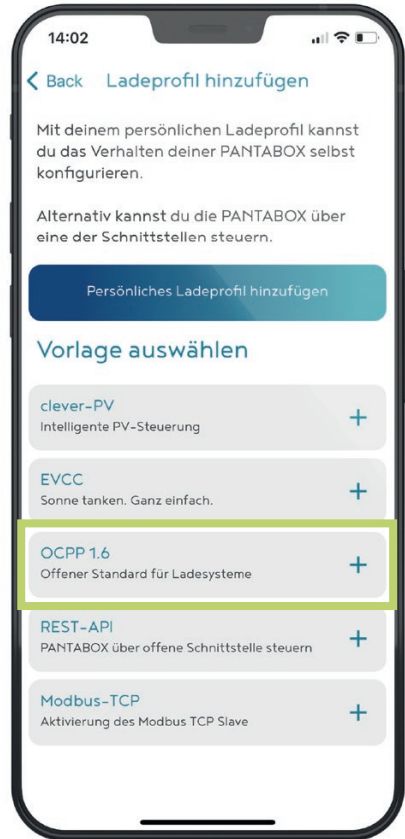 14:02
Back Ladeprofil hinzufügen
Mit deinem persönlichen Ladeprofil kannst
du das Verhalten deiner PANTABOX selbst
konfigurieren.
Alternativ kannst du die PANTABOX über
eine der Schnittstellen steuern.
Persönliches Ladeprofil hinzufügen
Vorlage auswählen
clever-PV
Intelligente PV-Steuerung
EVCC
Sonne tanken. Ganz einfach.
OCPP 1.6
Offener Standard für Ladesysteme
REST-API
PANTABOX über offene Schnittstelle steuern
Modbus-TCP
Aktivierung des Modbus TCP Slave